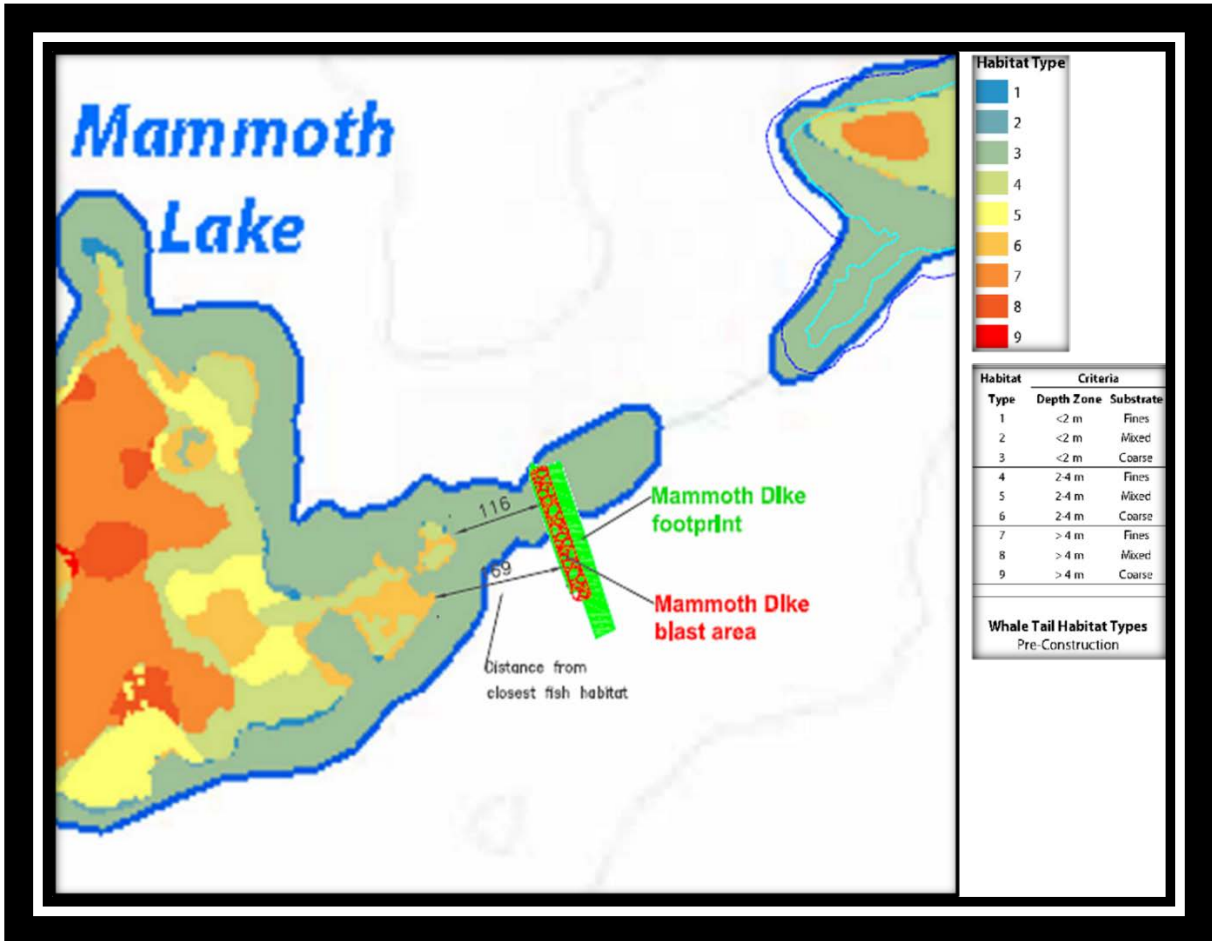 Mammoth
Lake
116
69
Mammoth Dike
footprint
Mammoth Dike
blast area
Distance from
closest fish habitat
Habitat Type
1
2
3
4
5
6
7
8
9
Habitat Criteria
Type Depth Zone Substrate
1 <2 m Fines
2 <2 m Mixed
3 <2 m Coarse
4 2-4 m Fines
5 2-4 m Mixed
6 2-4 m Coarse
7 > 4 m Fines
8 > 4 m Mixed
9 > 4 m Coarse
Whale Tail Habitat Types
Pre-Construction